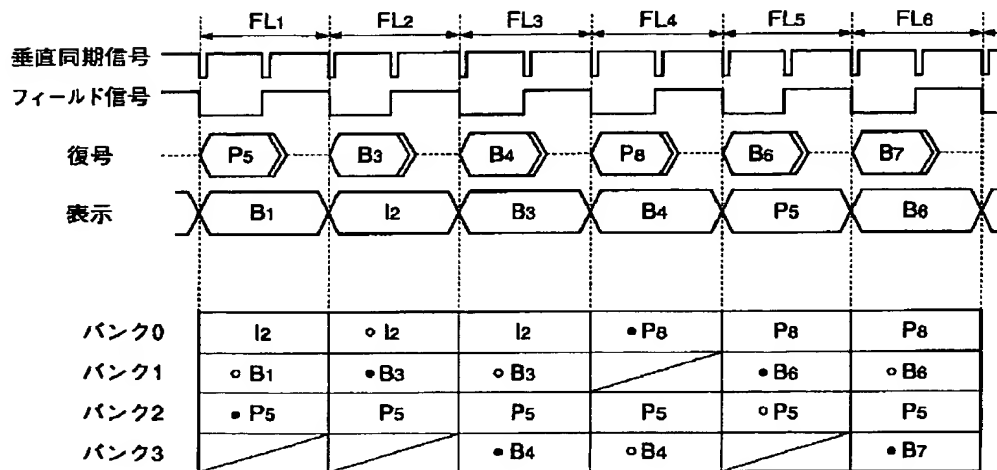 FL1 FL2 FL3 FL4 FL5 FL6
垂直同期信号
フィールド信号
復号 P5 B3 B4 P8 B6 B7
表示 B1 I2 B3 B4 P5 B6
バンク0 I2 ○I2 I2 ●P8 P8 P8
バンク1 ○B1 ●B3 ○B3 ●B6 ○B6
バンク2 ●P5 P5 P5 P5 ○P5 P5
バンク3 ●B4 ○B4 ●B7